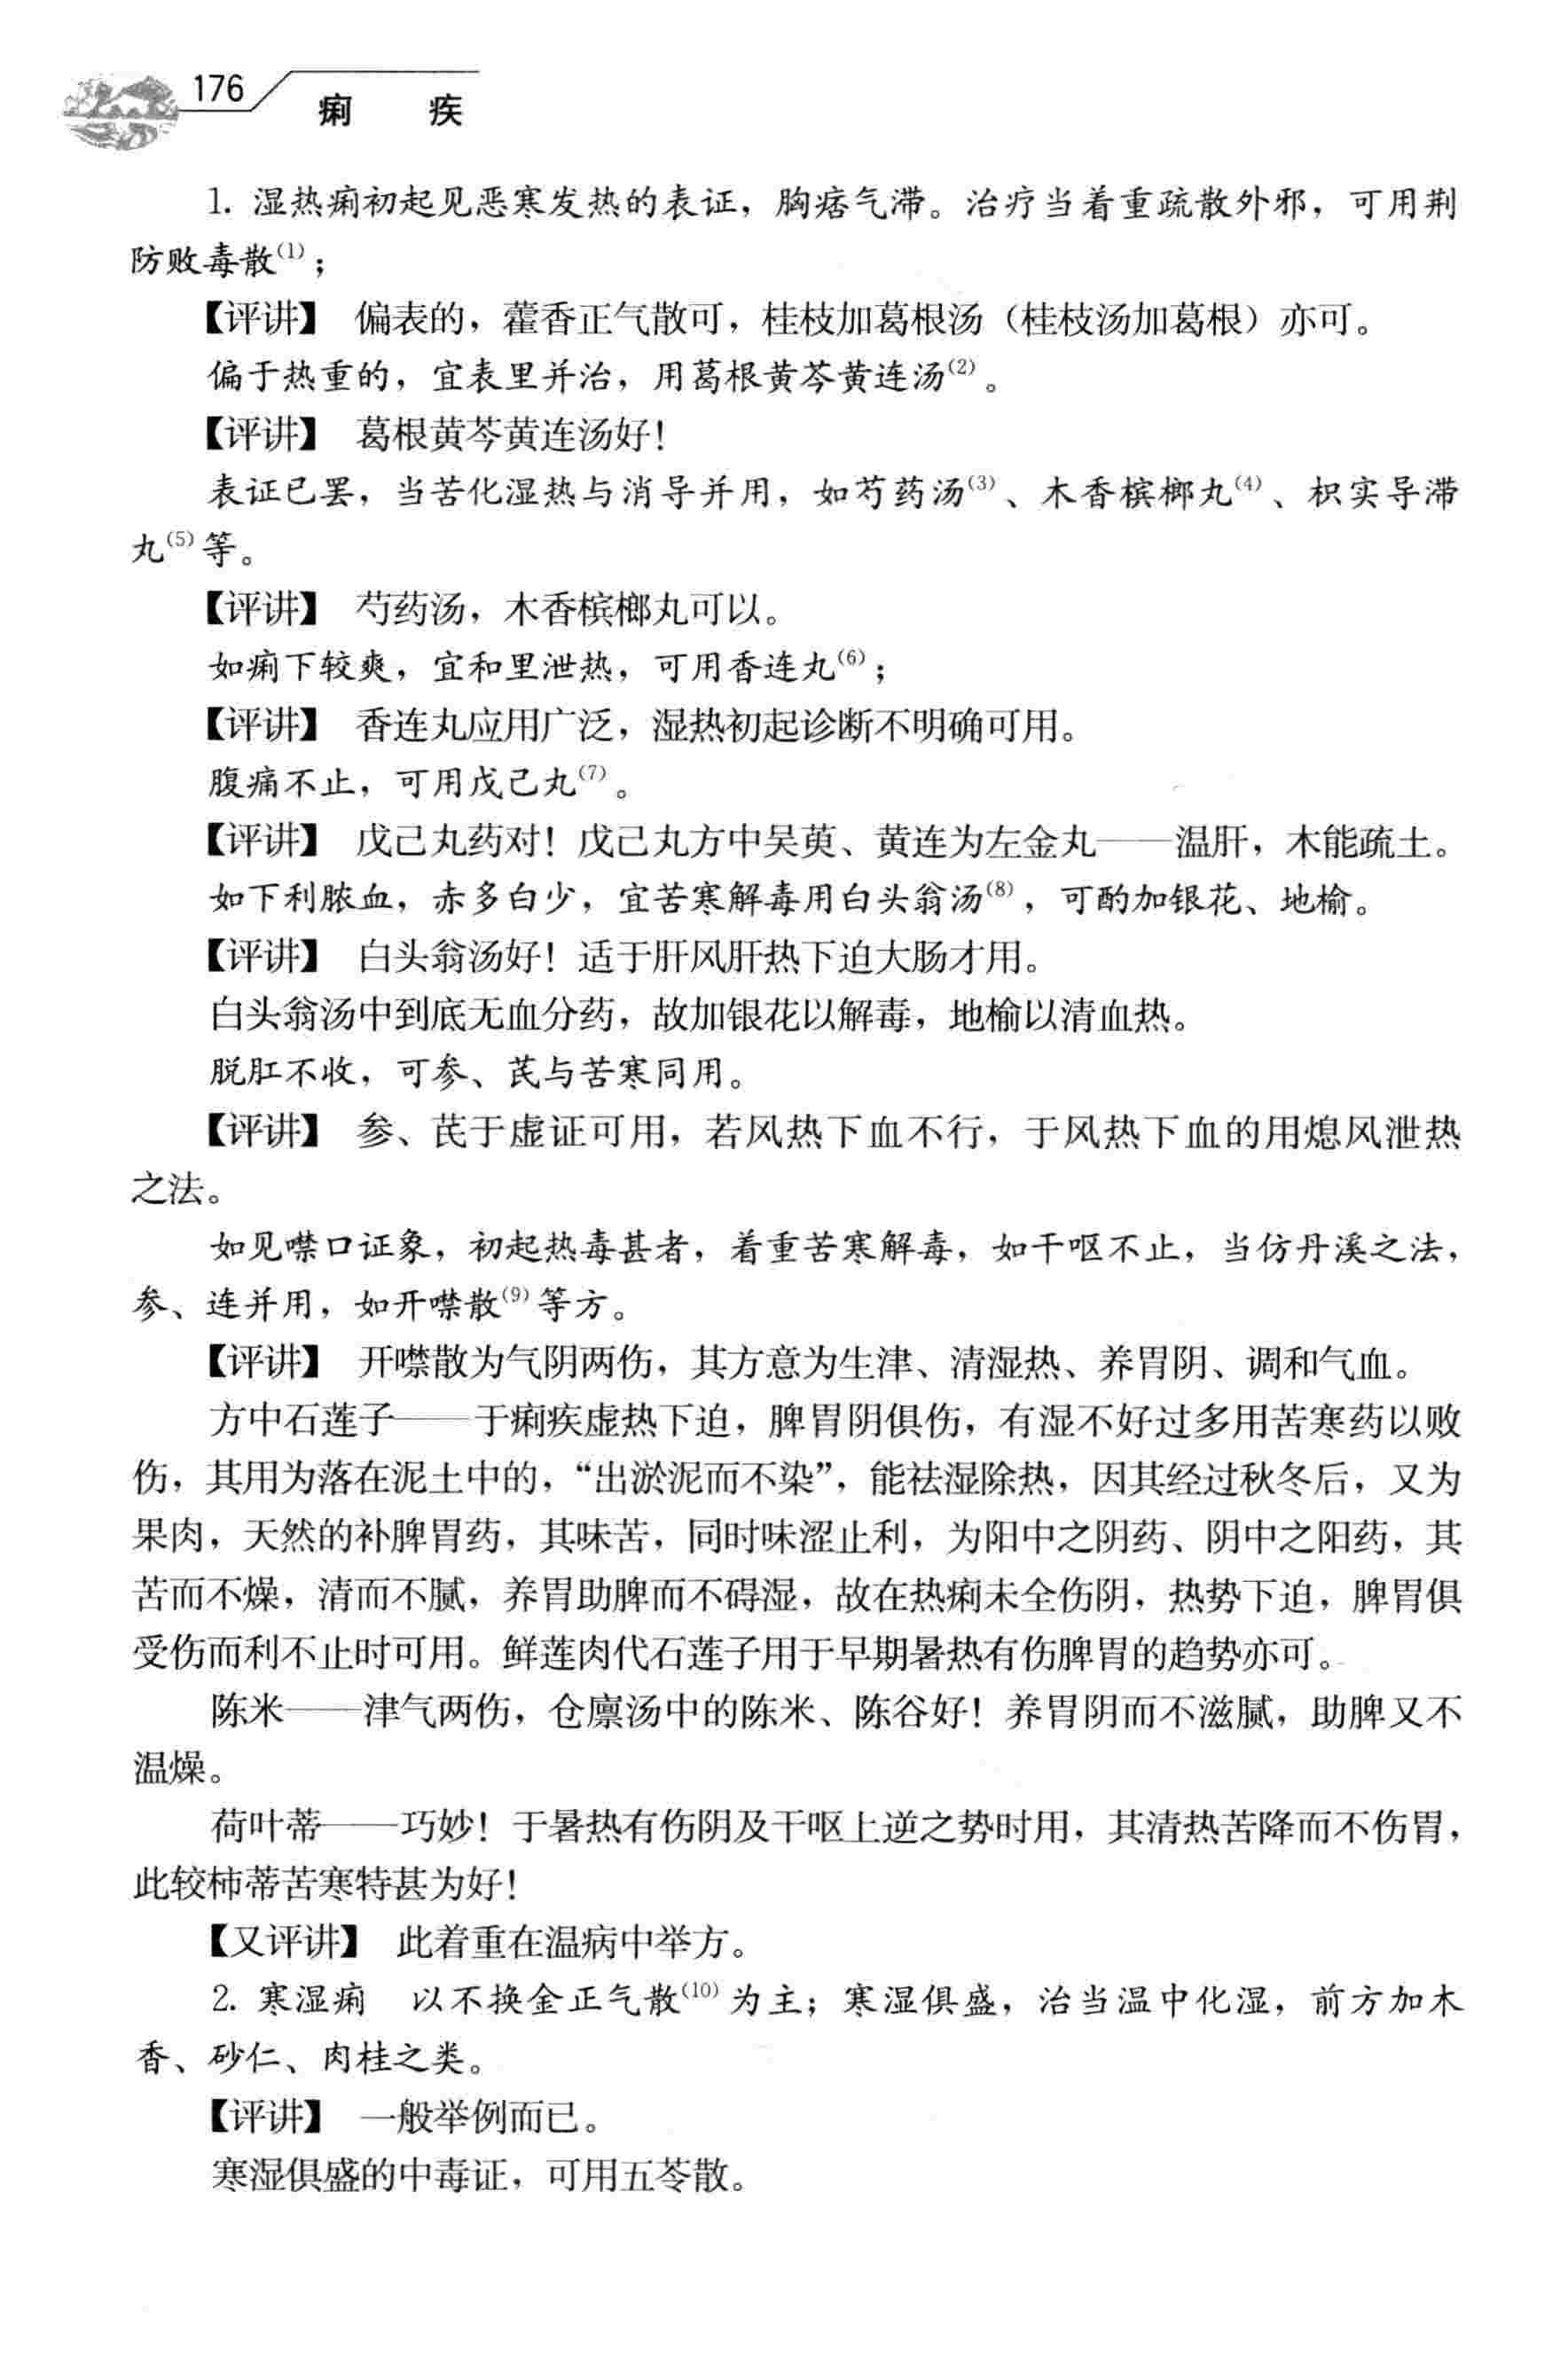 176
痢　疾
1. 湿热痢初起见恶寒发热的表证，胸痞气滞。治疗当着重疏散外邪，可用荆
防败毒散⁽¹⁾；
【评讲】 偏表的，藿香正气散可，桂枝加葛根汤（桂枝汤加葛根）亦可。
偏于热重的，宜表里并治，用葛根黄芩黄连汤⁽²⁾。
【评讲】 葛根黄芩黄连汤好！
表证已罢，当苦化湿热与消导并用，如芍药汤⁽³⁾、木香槟榔丸⁽⁴⁾、枳实导滞
丸⁽⁵⁾等。
【评讲】 芍药汤，木香槟榔丸可以。
如痢下较爽，宜和里泄热，可用香连丸⁽⁶⁾；
【评讲】 香连丸应用广泛，湿热初起诊断不明确可用。
腹痛不止，可用戊己丸⁽⁷⁾。
【评讲】 戊己丸药对！戊己丸方中吴萸、黄连为左金丸——温肝，木能疏土。
如下利脓血，赤多白少，宜苦寒解毒用白头翁汤⁽⁸⁾，可酌加银花、地榆。
【评讲】 白头翁汤好！适于肝风肝热下迫大肠才用。
白头翁汤中到底无血分药，故加银花以解毒，地榆以清血热。
脱肛不收，可参、芪与苦寒同用。
【评讲】 参、芪于虚证可用，若风热下血不行，于风热下血的用熄风泄热
之法。
如见噤口证象，初起热毒甚者，着重苦寒解毒，如干呕不止，当仿丹溪之法，
参、连并用，如开噤散⁽⁹⁾等方。
【评讲】 开噤散为气阴两伤，其方意为生津、清湿热、养胃阴、调和气血。
方中石莲子——于痢疾虚热下迫，脾胃阴俱伤，有湿不好过多用苦寒药以败
伤，其用为落在泥土中的，“出淤泥而不染”，能祛湿除热，因其经过秋冬后，又为
果肉，天然的补脾胃药，其味苦，同时味涩止利，为阳中之阴药、阴中之阳药，其
苦而不燥，清而不腻，养胃助脾而不碍湿，故在热痢未全伤阴，热势下迫，脾胃俱
受伤而利不止时可用。鲜莲肉代石莲子用于早期暑热有伤脾胃的趋势亦可。
陈米——津气两伤，仓廪汤中的陈米、陈谷好！养胃阴而不滋腻，助脾又不
温燥。
荷叶蒂——巧妙！于暑热有伤阴及干呕上逆之势时用，其清热苦降而不伤胃，
此较柿蒂苦寒特甚为好！
【又评讲】 此着重在温病中举方。
2. 寒湿痢　以不换金正气散⁽¹⁰⁾为主；寒湿俱盛，治当温中化湿，前方加木
香、砂仁、肉桂之类。
【评讲】 一般举例而已。
寒湿俱盛的中毒证，可用五苓散。